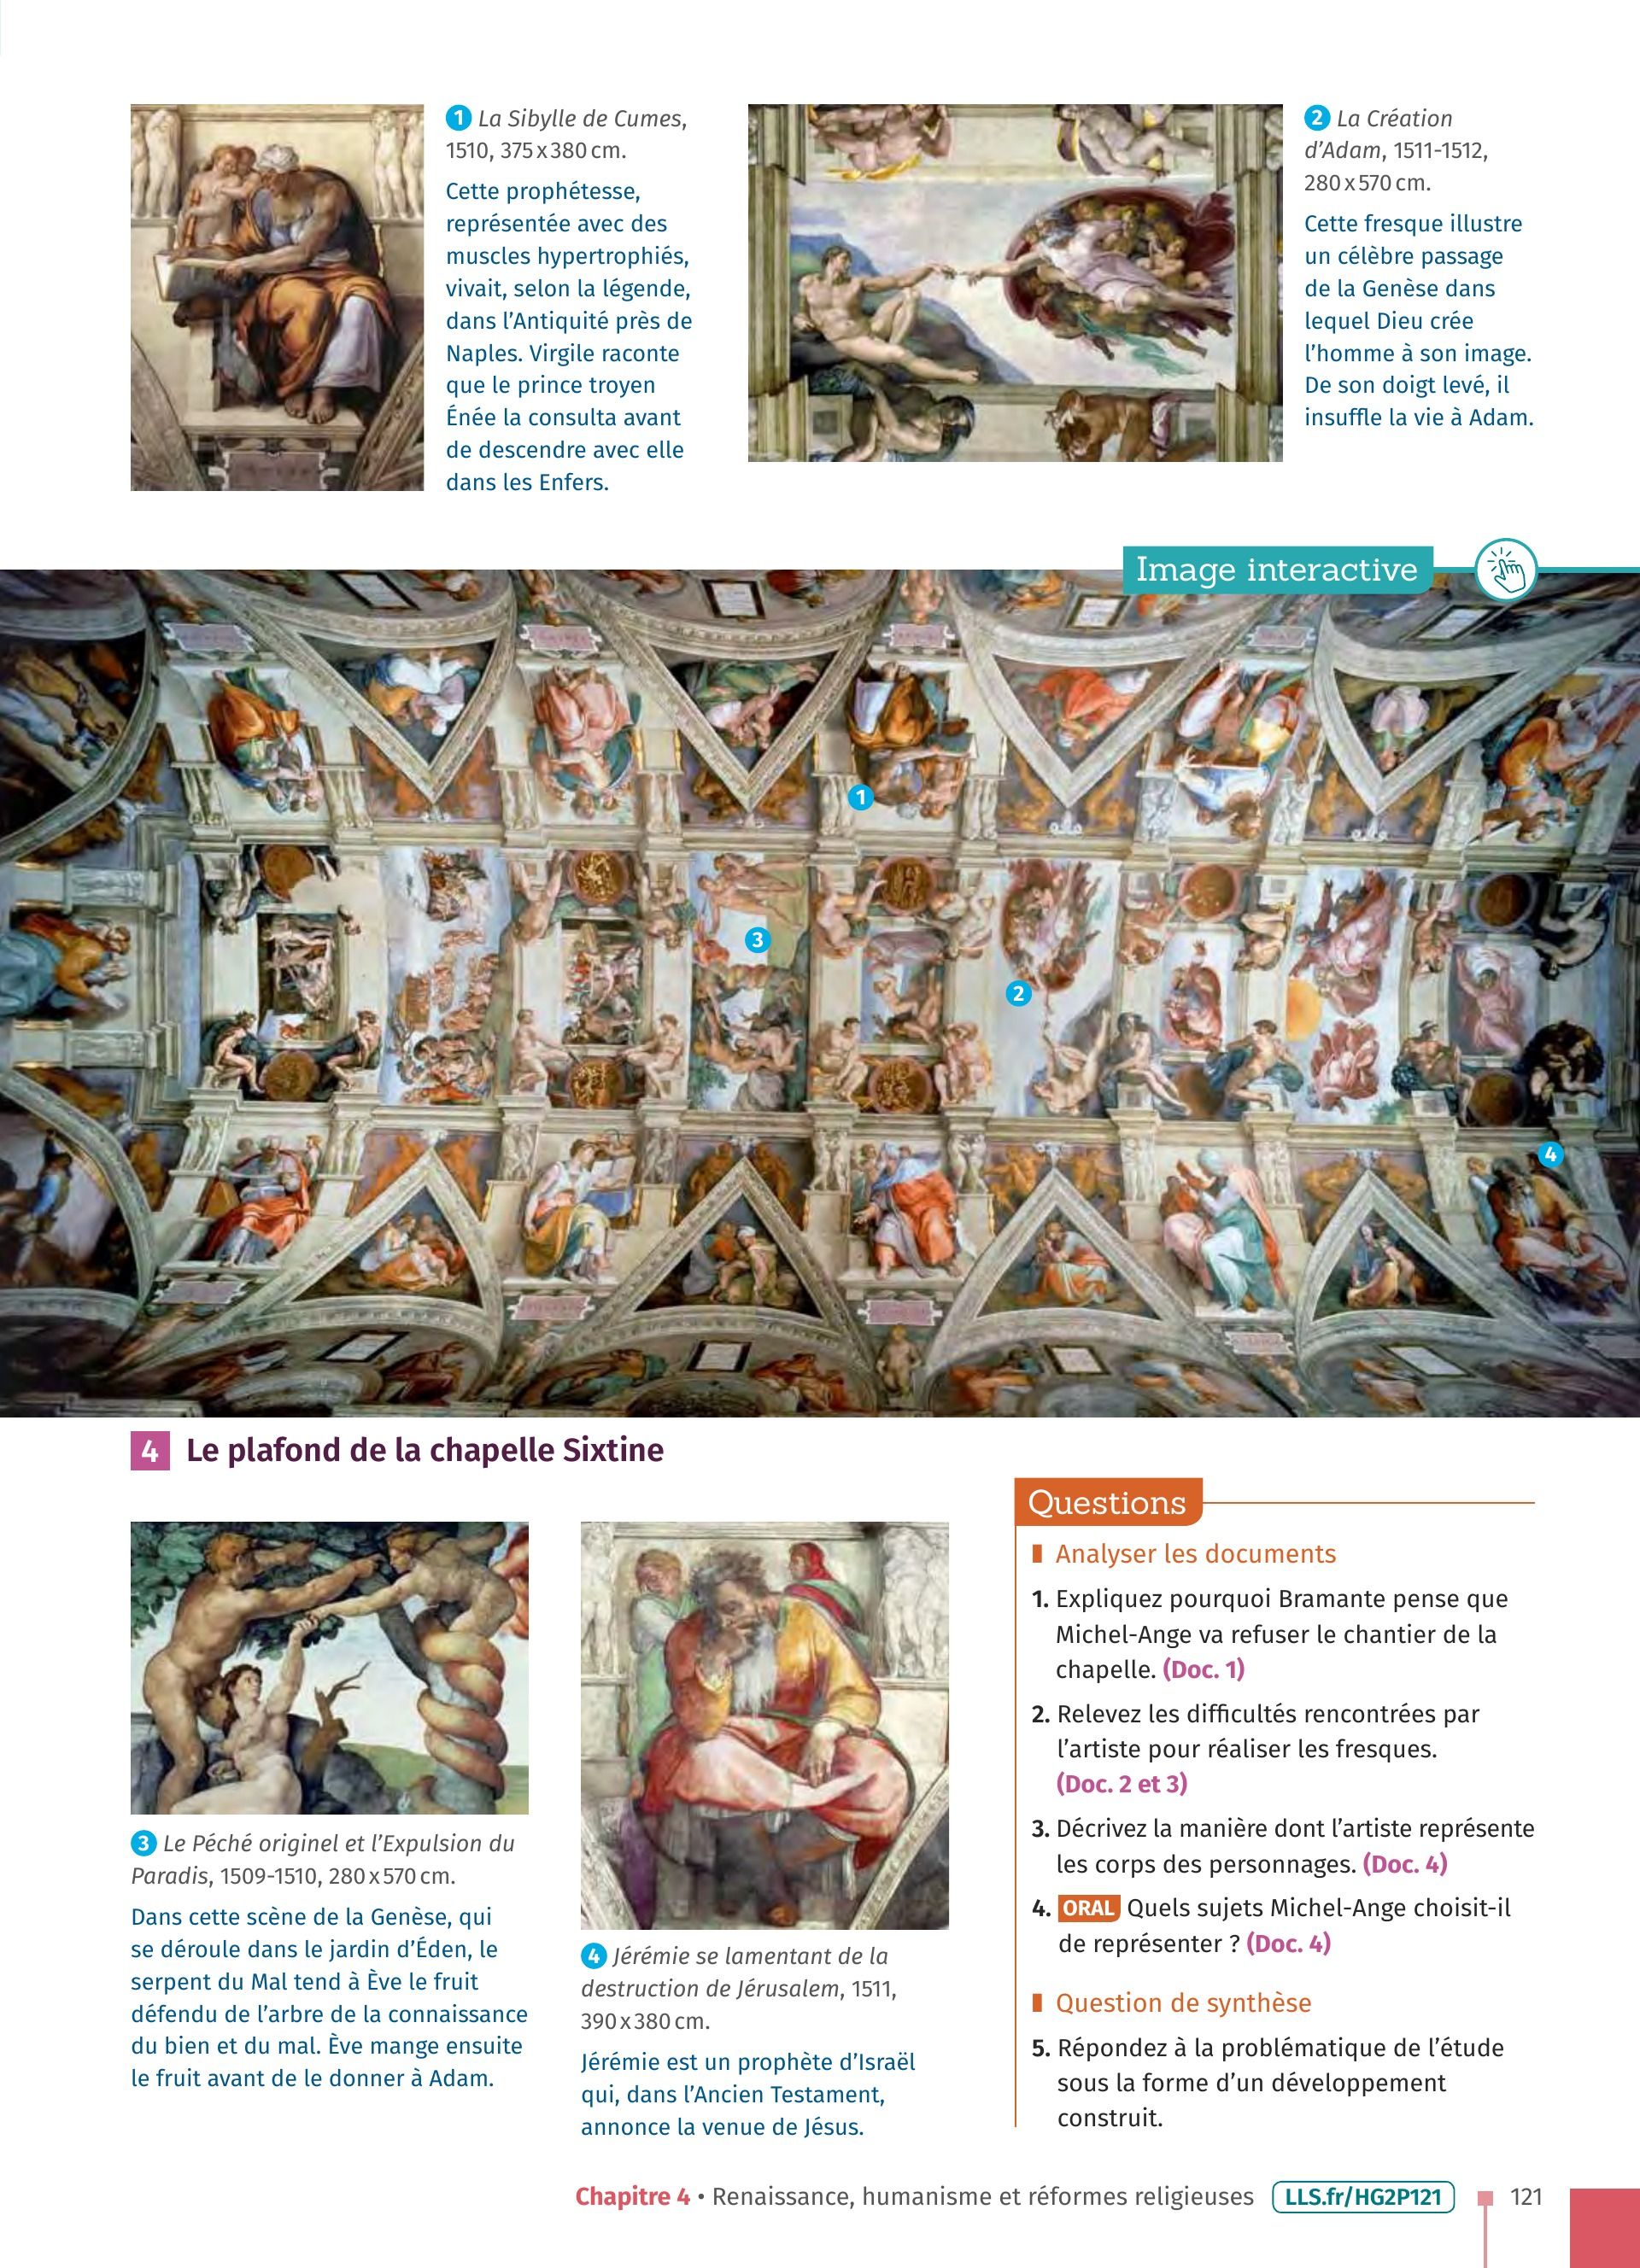 1 La Sibylle de Cumes,
1510, 375 x 380 cm.
Cette prophétesse,
représentée avec des
muscles hypertrophiés,
vivait, selon la légende,
dans l’Antiquité près de
Naples. Virgile raconte
que le prince troyen
Énée la consulta avant
de descendre avec elle
dans les Enfers.
2 La Création
d’Adam, 1511-1512,
280 x 570 cm.
Cette fresque illustre
un célèbre passage
de la Genèse dans
lequel Dieu crée
l’homme à son image.
De son doigt levé, il
insuffle la vie à Adam.
Image interactive
1
3
2
4
4 Le plafond de la chapelle Sixtine
3 Le Péché originel et l’Expulsion du
Paradis, 1509-1510, 280 x 570 cm.
Dans cette scène de la Genèse, qui
se déroule dans le jardin d’Éden, le
serpent du Mal tend à Ève le fruit
défendu de l’arbre de la connaissance
du bien et du mal. Ève mange ensuite
le fruit avant de le donner à Adam.
4 Jérémie se lamentant de la
destruction de Jérusalem, 1511,
390 x 380 cm.
Jérémie est un prophète d’Israël
qui, dans l’Ancien Testament,
annonce la venue de Jésus.
Questions
Analyser les documents
1. Expliquez pourquoi Bramante pense que
Michel-Ange va refuser le chantier de la
chapelle. (Doc. 1)
2. Relevez les difficultés rencontrées par
l’artiste pour réaliser les fresques.
(Doc. 2 et 3)
3. Décrivez la manière dont l’artiste représente
les corps des personnages. (Doc. 4)
4. ORAL Quels sujets Michel-Ange choisit-il
de représenter ? (Doc. 4)
Question de synthèse
5. Répondez à la problématique de l’étude
sous la forme d’un développement
construit.
Chapitre 4 • Renaissance, humanisme et réformes religieuses LLS.fr/HG2P121 121